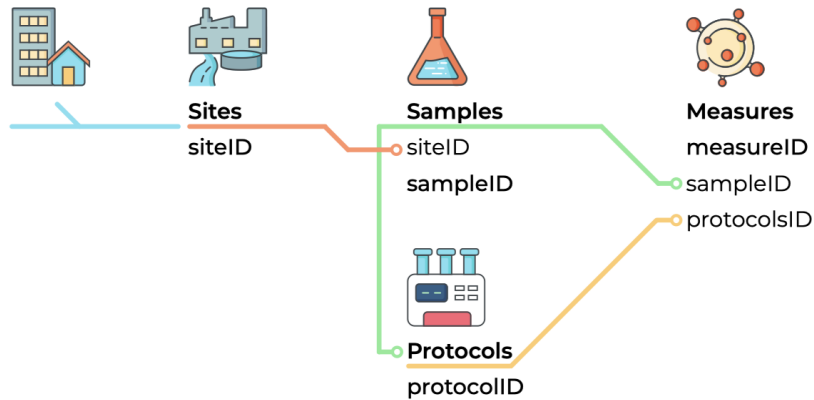 Sites
siteID
Samples
siteID
sampleID
Measures
measureID
sampleID
protocolsID
Protocols
protocolID